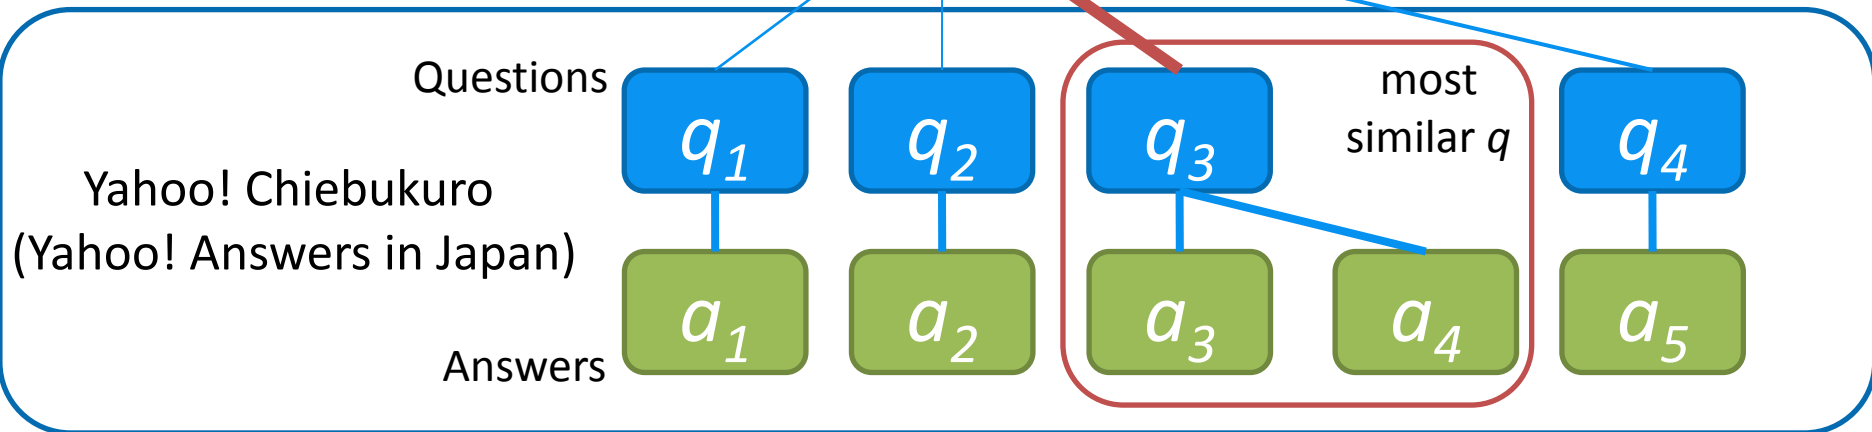 Questions
most
similar q
q1
q2
q3
q4
Yahoo! Chiebukuro
(Yahoo! Answers in Japan)
a1
a2
a3
a4
a5
Answers